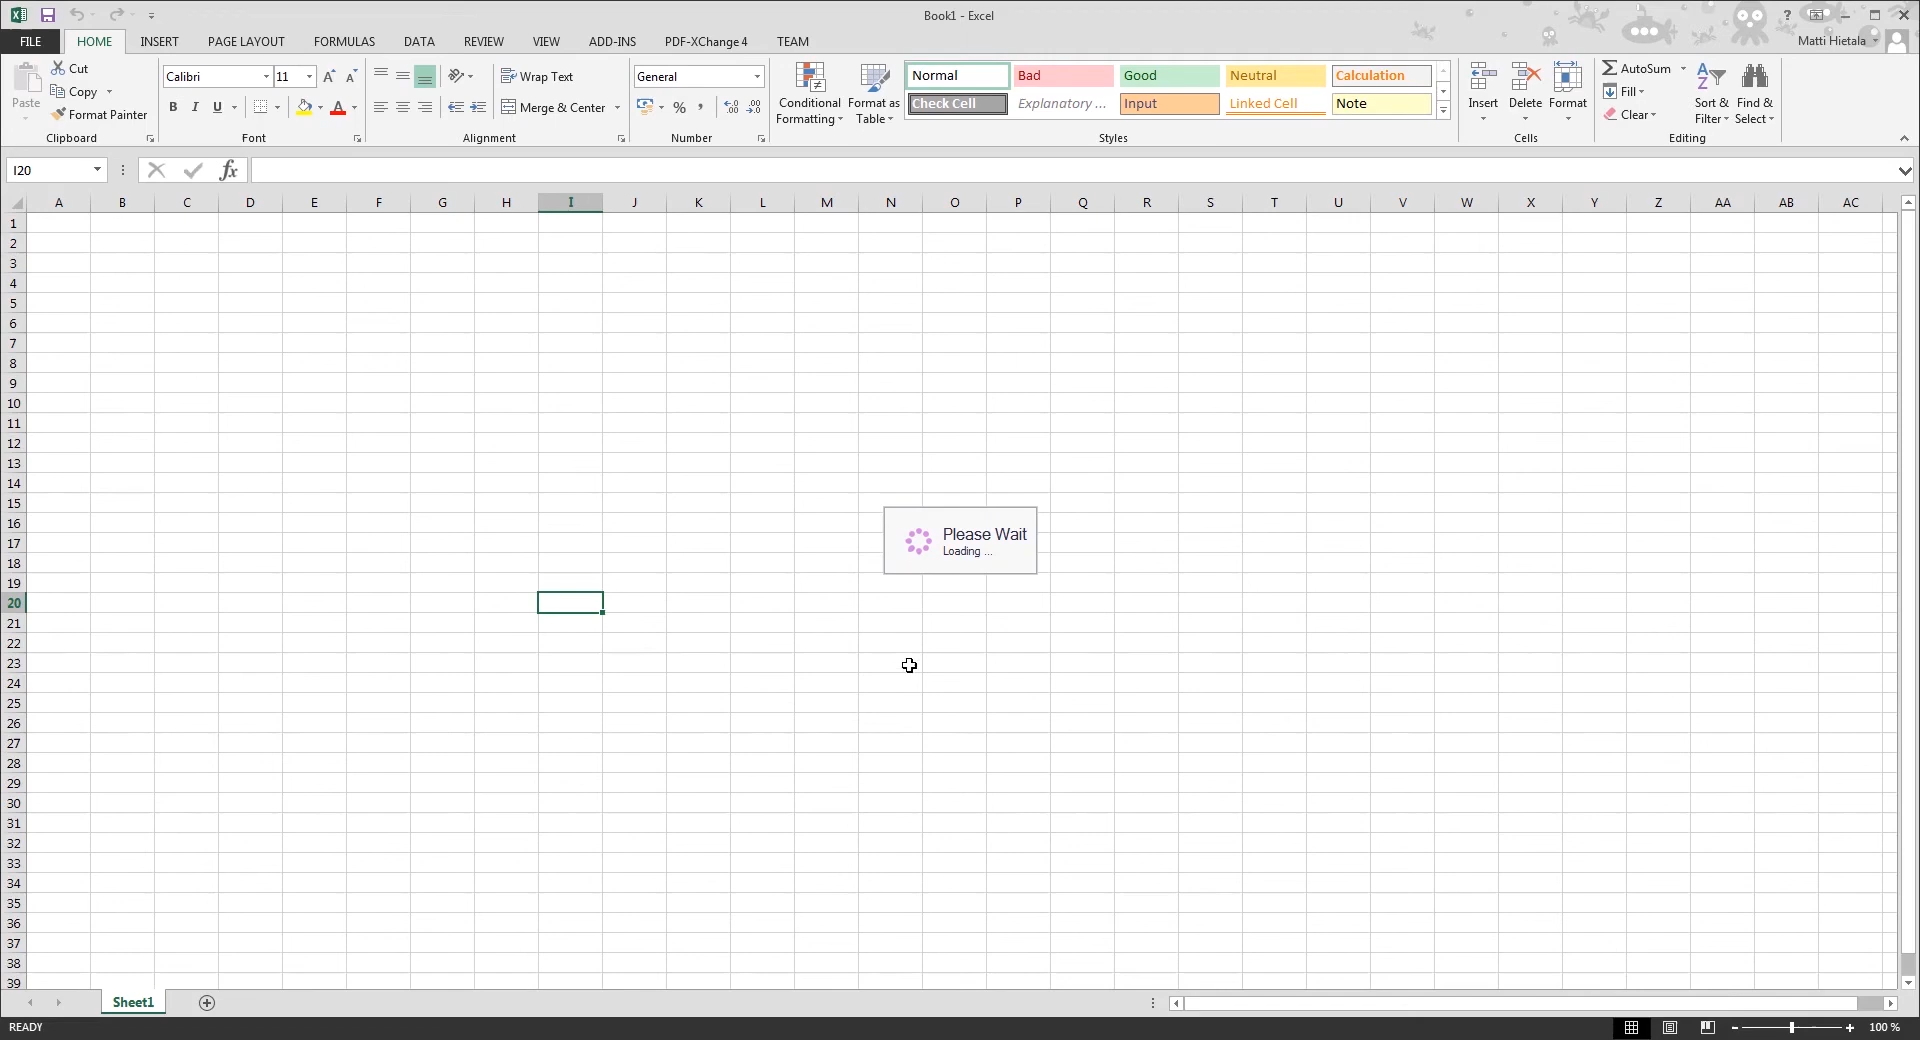 Book1 - Excel
?
FILE HOME INSERT PAGE LAYOUT FORMULAS DATA REVIEW VIEW ADD-INS PDF-XChange 4 TEAM Matti Hietala
Paste
Cut
Copy
Format Painter
Clipboard
Calibri 11
B I U A
Font
Wrap Text
Merge & Center
Alignment
General
% ,
Number
Conditional Formatting
Format as Table
Normal Bad Good Neutral Calculation
Check Cell Explanatory ... Input Linked Cell Note
Styles
Insert Delete Format
Cells
AutoSum
Fill
Clear
Sort & Filter
Find & Select
Editing
I20 fx
A B C D E F G H I J K L M N O P Q R S T U V W X Y Z AA AB AC
1
2
3
4
5
6
7
8
9
10
11
12
13
14
15
16
17
18
19
20
21
22
23
24
25
26
27
28
29
30
31
32
33
34
35
36
37
38
39
Please Wait
Loading ...
Sheet1
READY
100 %